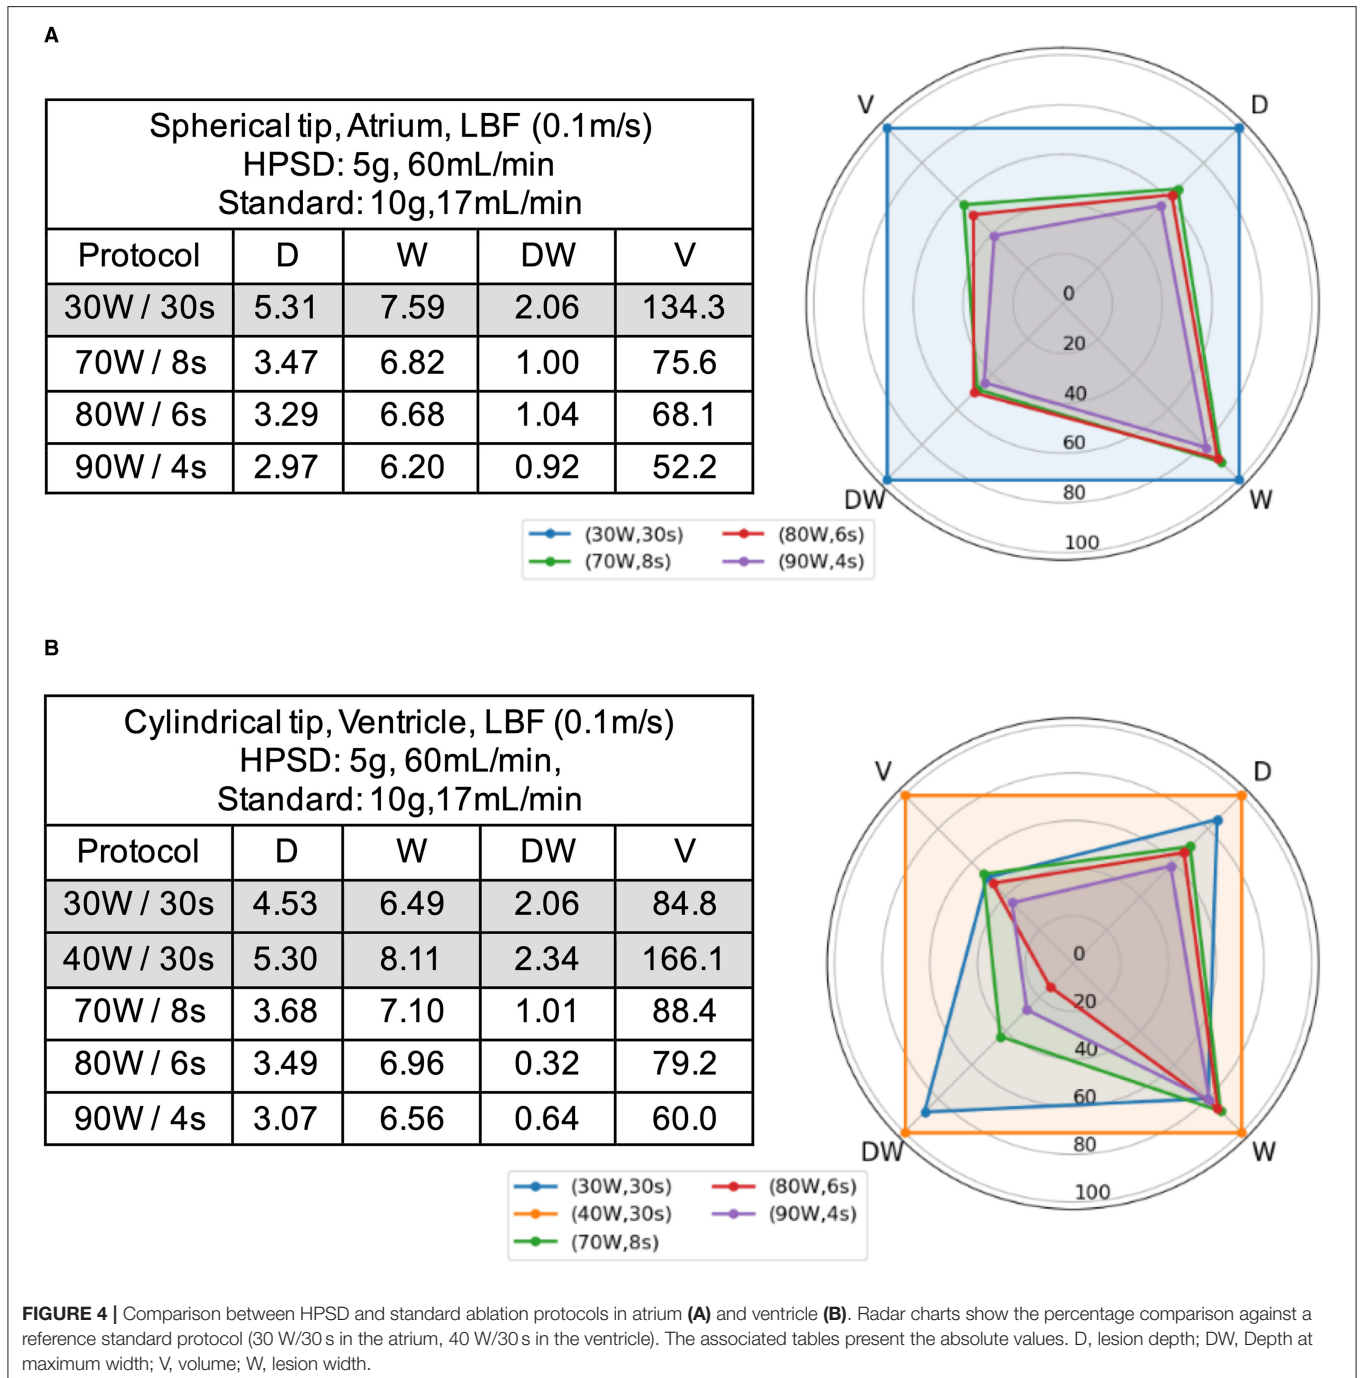 A
Spherical tip, Atrium, LBF (0.1m/s)
HPSD: 5g, 60mL/min
Standard: 10g,17mL/min
Protocol D W DW V
30W / 30s 5.31 7.59 2.06 134.3
70W / 8s 3.47 6.82 1.00 75.6
80W / 6s 3.29 6.68 1.04 68.1
90W / 4s 2.97 6.20 0.92 52.2
V D
0
20
40
60
80
100
DW W
(30W,30s) (80W,6s)
(70W,8s) (90W,4s)
B
Cylindrical tip, Ventricle, LBF (0.1m/s)
HPSD: 5g, 60mL/min,
Standard: 10g,17mL/min
Protocol D W DW V
30W / 30s 4.53 6.49 2.06 84.8
40W / 30s 5.30 8.11 2.34 166.1
70W / 8s 3.68 7.10 1.01 88.4
80W / 6s 3.49 6.96 0.32 79.2
90W / 4s 3.07 6.56 0.64 60.0
V D
0
20
40
60
80
100
DW W
(30W,30s) (80W,6s)
(40W,30s) (90W,4s)
(70W,8s)
FIGURE 4 | Comparison between HPSD and standard ablation protocols in atrium (A) and ventricle (B). Radar charts show the percentage comparison against a
reference standard protocol (30 W/30 s in the atrium, 40 W/30 s in the ventricle). The associated tables present the absolute values. D, lesion depth; DW, Depth at
maximum width; V, volume; W, lesion width.